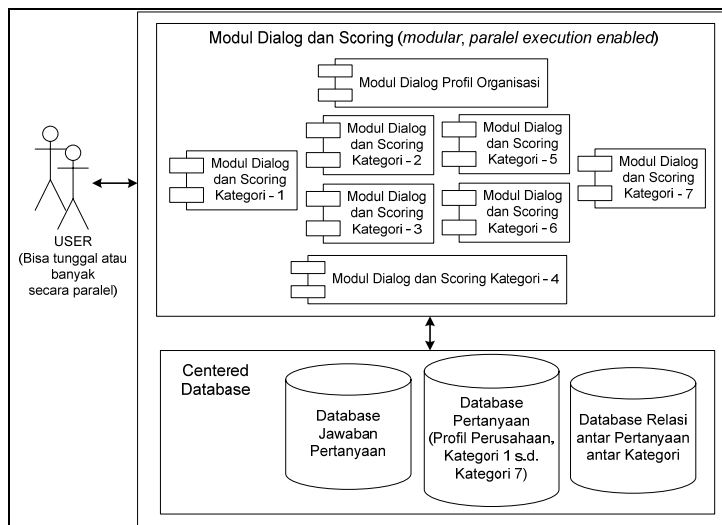 Modul Dialog dan Scoring (modular, paralel execution enabled)
Modul Dialog Profil Organisasi
Modul Dialog
dan Scoring
Kategori - 1
Modul Dialog
dan Scoring
Kategori - 2
Modul Dialog
dan Scoring
Kategori - 5
Modul Dialog
dan Scoring
Kategori - 7
Modul Dialog
dan Scoring
Kategori - 3
Modul Dialog
dan Scoring
Kategori - 6
Modul Dialog dan Scoring Kategori - 4
USER
(Bisa tunggal atau
banyak
secara paralel)
Centered
Database
Database
Jawaban
Pertanyaan
Database
Pertanyaan
(Profil Perusahaan,
Kategori 1 s.d.
Kategori 7)
Database Relasi
antar Pertanyaan
antar Kategori